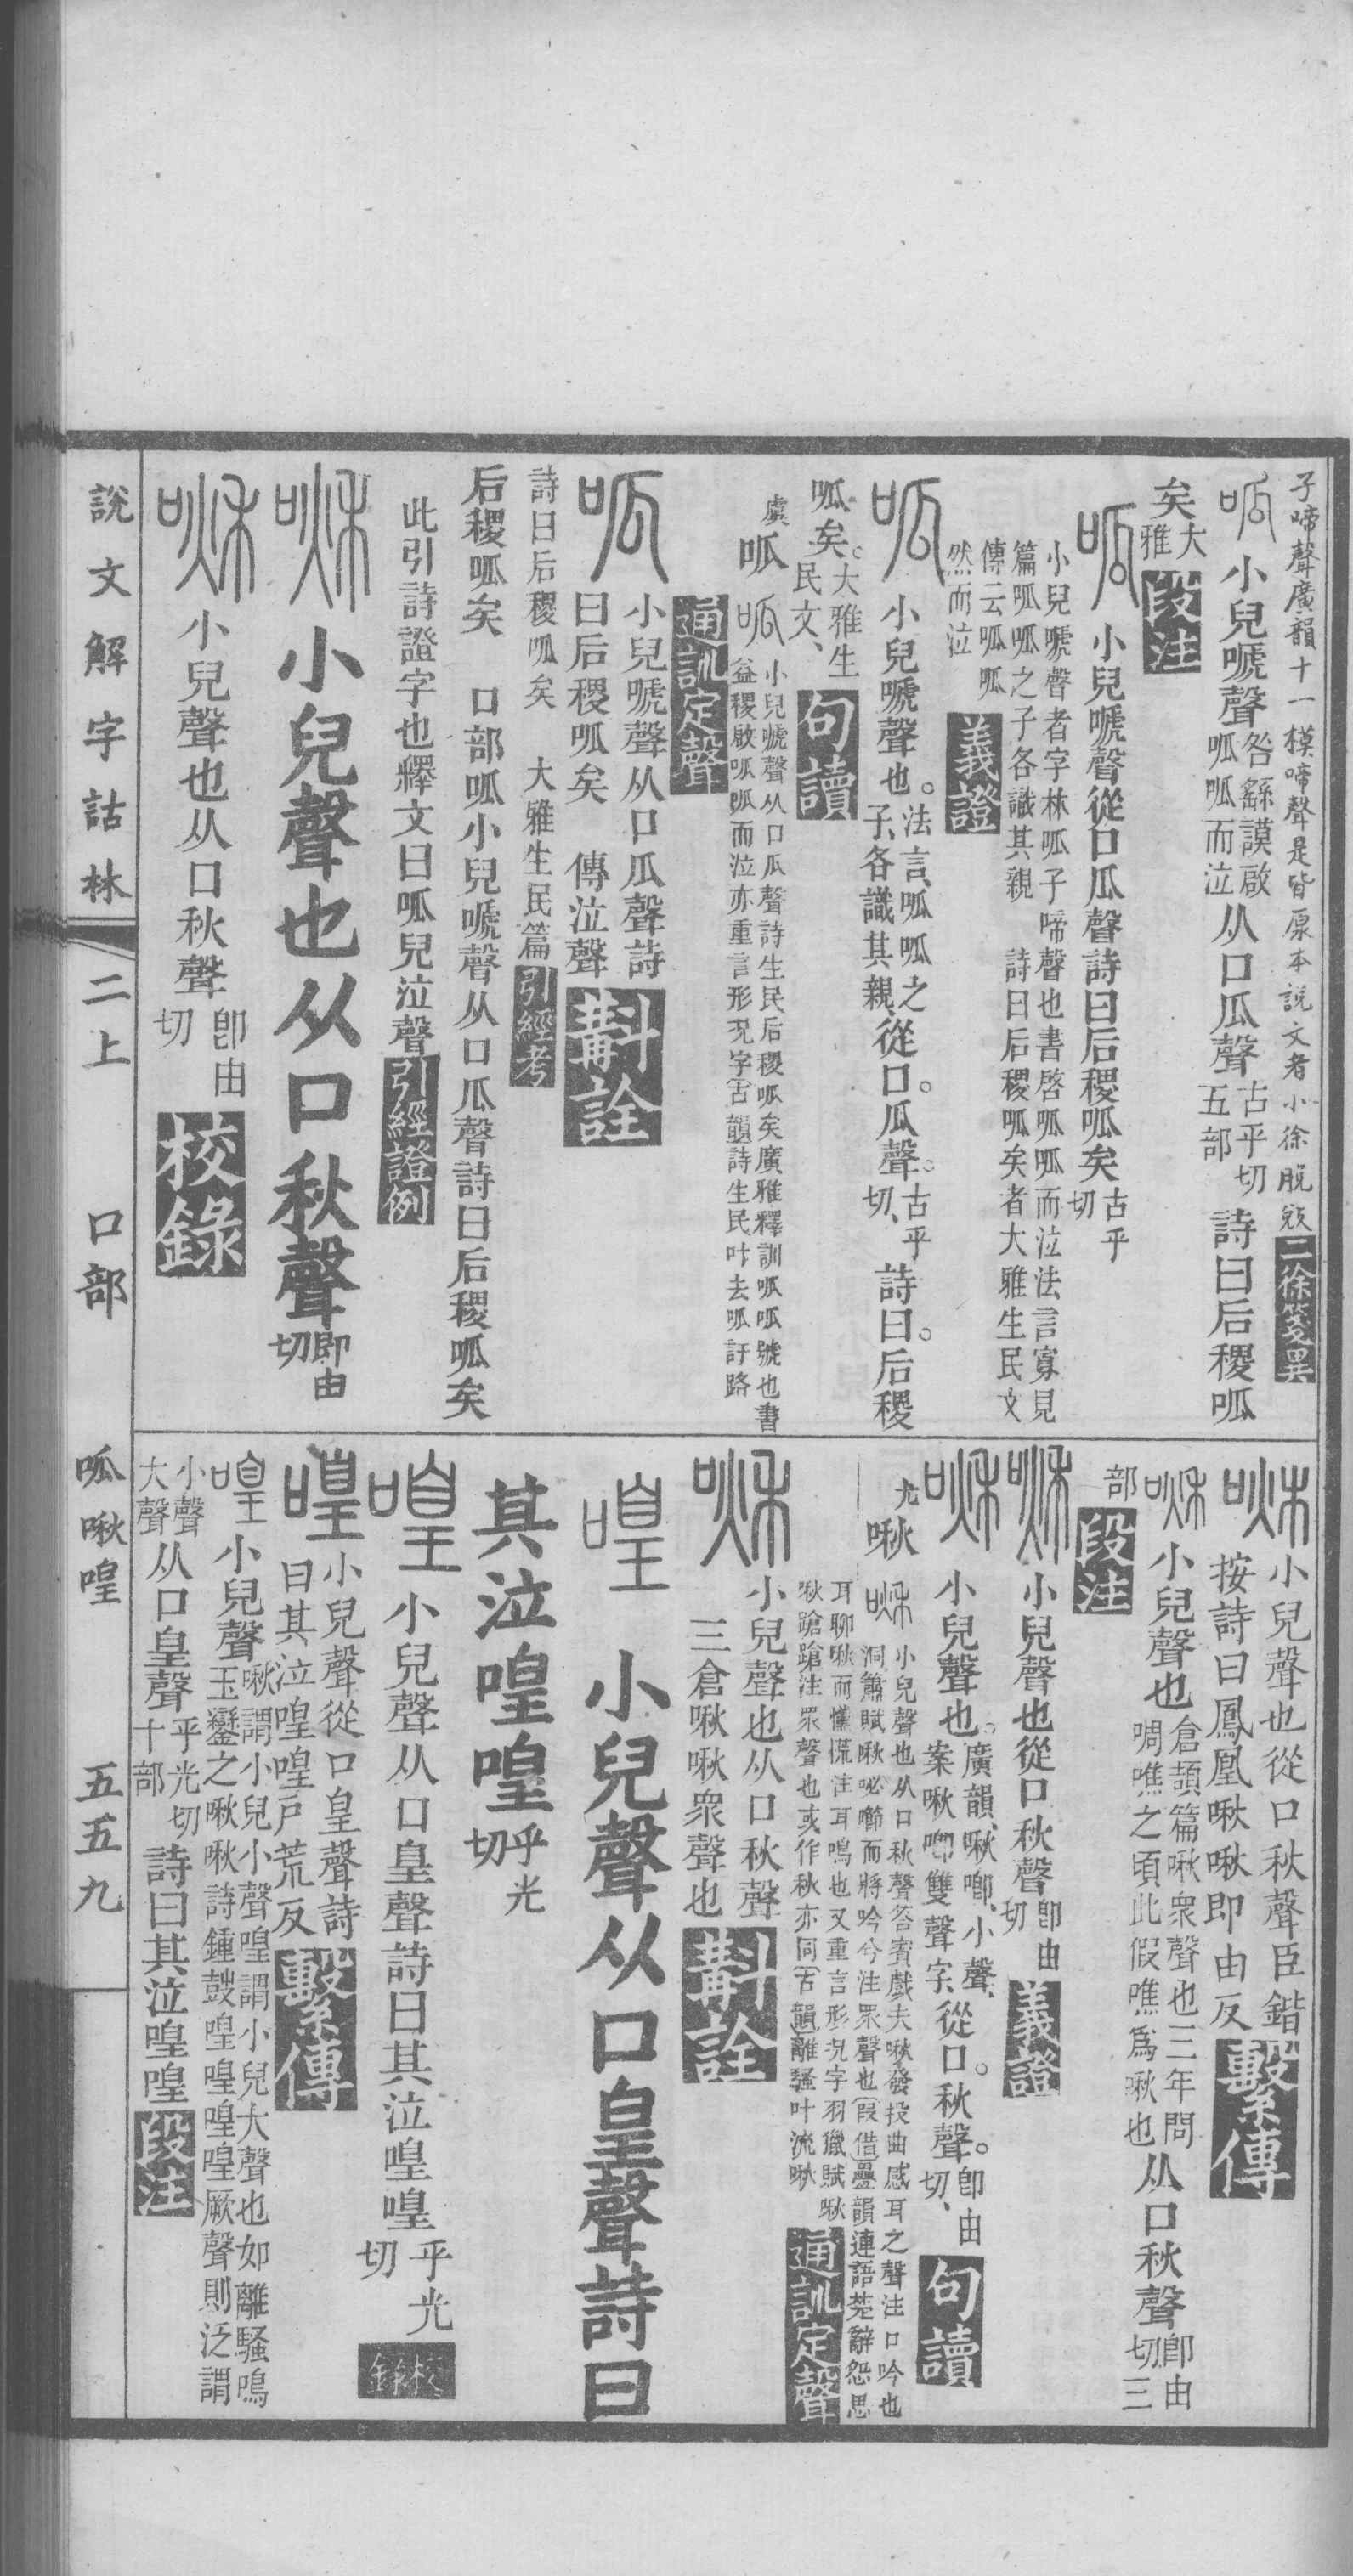 子啼聲廣韻十一模啼聲是皆原本說文者小徐脫㪇二徐箋異
呱小兒嗁聲咎繇謨啟呱呱而泣从口瓜聲古乎切五部詩曰后稷呱
矣大雅段注
呱小兒嗁聲從口瓜聲詩曰后稷呱矣古乎切
小兒嗁聲者字林呱子啼聲也書啓呱呱而泣法言寡見
篇呱呱之子各識其親　詩曰后稷呱矣者大雅生民文
傳云呱呱
然而泣義證
呱小兒嗁聲也。法言、呱呱之子、各識其親、從口。瓜聲。古乎切、詩曰。后稷
呱矣。大雅生民文、句讀
虞呱呱小兒嗁聲从口瓜聲詩生民后稷呱矣廣雅釋訓呱呱號也書
益稷啟呱呱而泣亦重言形況字古韻詩生民叶去呱訏路
通訓定聲
呱小兒嗁聲从口瓜聲詩
曰后稷呱矣　傳泣聲斠詮
詩曰后稷呱矣　大雅生民篇引經考
后稷呱矣　口部呱小兒嗁聲从口瓜聲詩曰后稷呱矣
此引詩證字也釋文曰呱兒泣聲引經證例
啾小兒聲也从口秋聲即由切
啾小兒聲也从口秋聲即由切校錄
啾小兒聲也從口秋聲臣鍇
按詩曰鳳凰啾啾即由反繫傳
啾小兒聲也倉頡篇啾衆聲也三年問啁噍之頃此假噍爲啾也从口秋聲即由切三
部段注
啾小兒聲也從口秋聲即由切義證
啾小兒聲也。廣韻、啾喞、小聲、案啾喞雙聲字、從口。秋聲。即由切、句讀
尤啾啾小兒聲也从口秋聲答賓戲夫啾發投曲感耳之聲注口吟也
洞簫賦啾咇㘉而將吟今注眾聲也假借疊韻連語楚辭怨思
耳聊啾而戃慌注耳鳴也又重言形況字羽獵賦啾
啾蹌蹌注眾聲也或作秋亦同古韻離騷叶流啾通訓定聲
啾小兒聲也从口秋聲
三倉啾啾衆聲也斠詮
喤小兒聲从口皇聲詩曰
其泣喤喤乎光切
喤小兒聲从口皇聲詩曰其泣喤喤乎光切校錄
喤小兒聲從口皇聲詩
曰其泣喤喤戸荒反繫傳
喤小兒聲啾謂小兒小聲喤謂小兒大聲也如離騷鳴玉鑾之啾啾詩鍾鼓喤喤喤喤厥聲則泛謂
小聲大聲从口皇聲乎光切十部詩曰其泣喤喤段注
說文解字詁林　二上　口部　呱啾喤　五五九